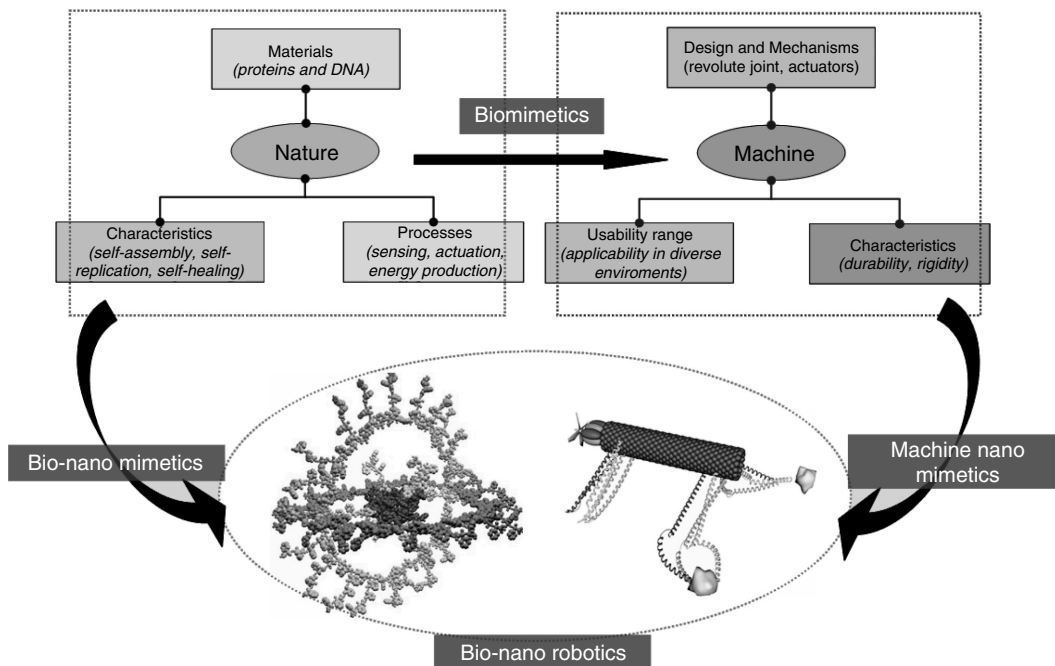 Materials
(proteins and DNA)
Nature
Characteristics
(self-assembly, self-
replication, self-healing)
Processes
(sensing, actuation,
energy production)
Biomimetics
Design and Mechanisms
(revolute joint, actuators)
Machine
Usability range
(applicability in diverse
enviroments)
Characteristics
(durability, rigidity)
Bio-nano mimetics
Machine nano
mimetics
Bio-nano robotics